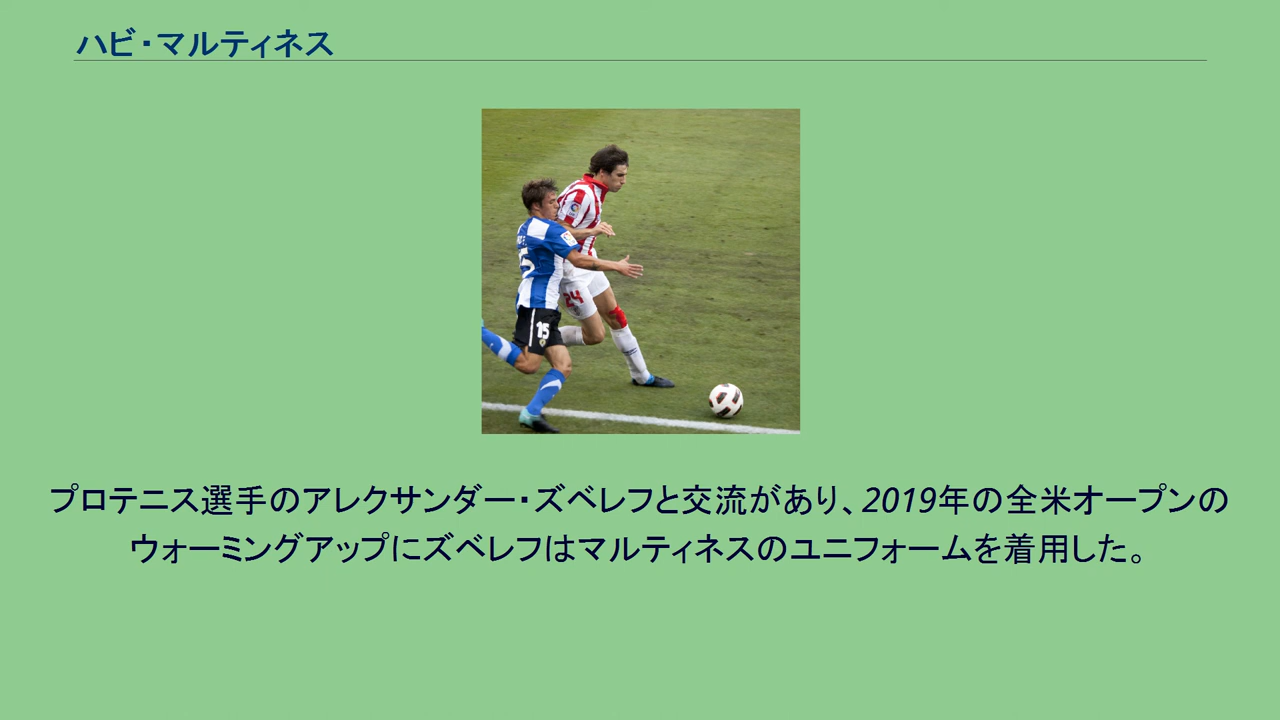 ハビ・マルティネス
24
15
プロテニス選手のアレクサンダー・ズベレフと交流があり、2019年の全米オープンの
ウォーミングアップにズベレフはマルティネスのユニフォームを着用した。